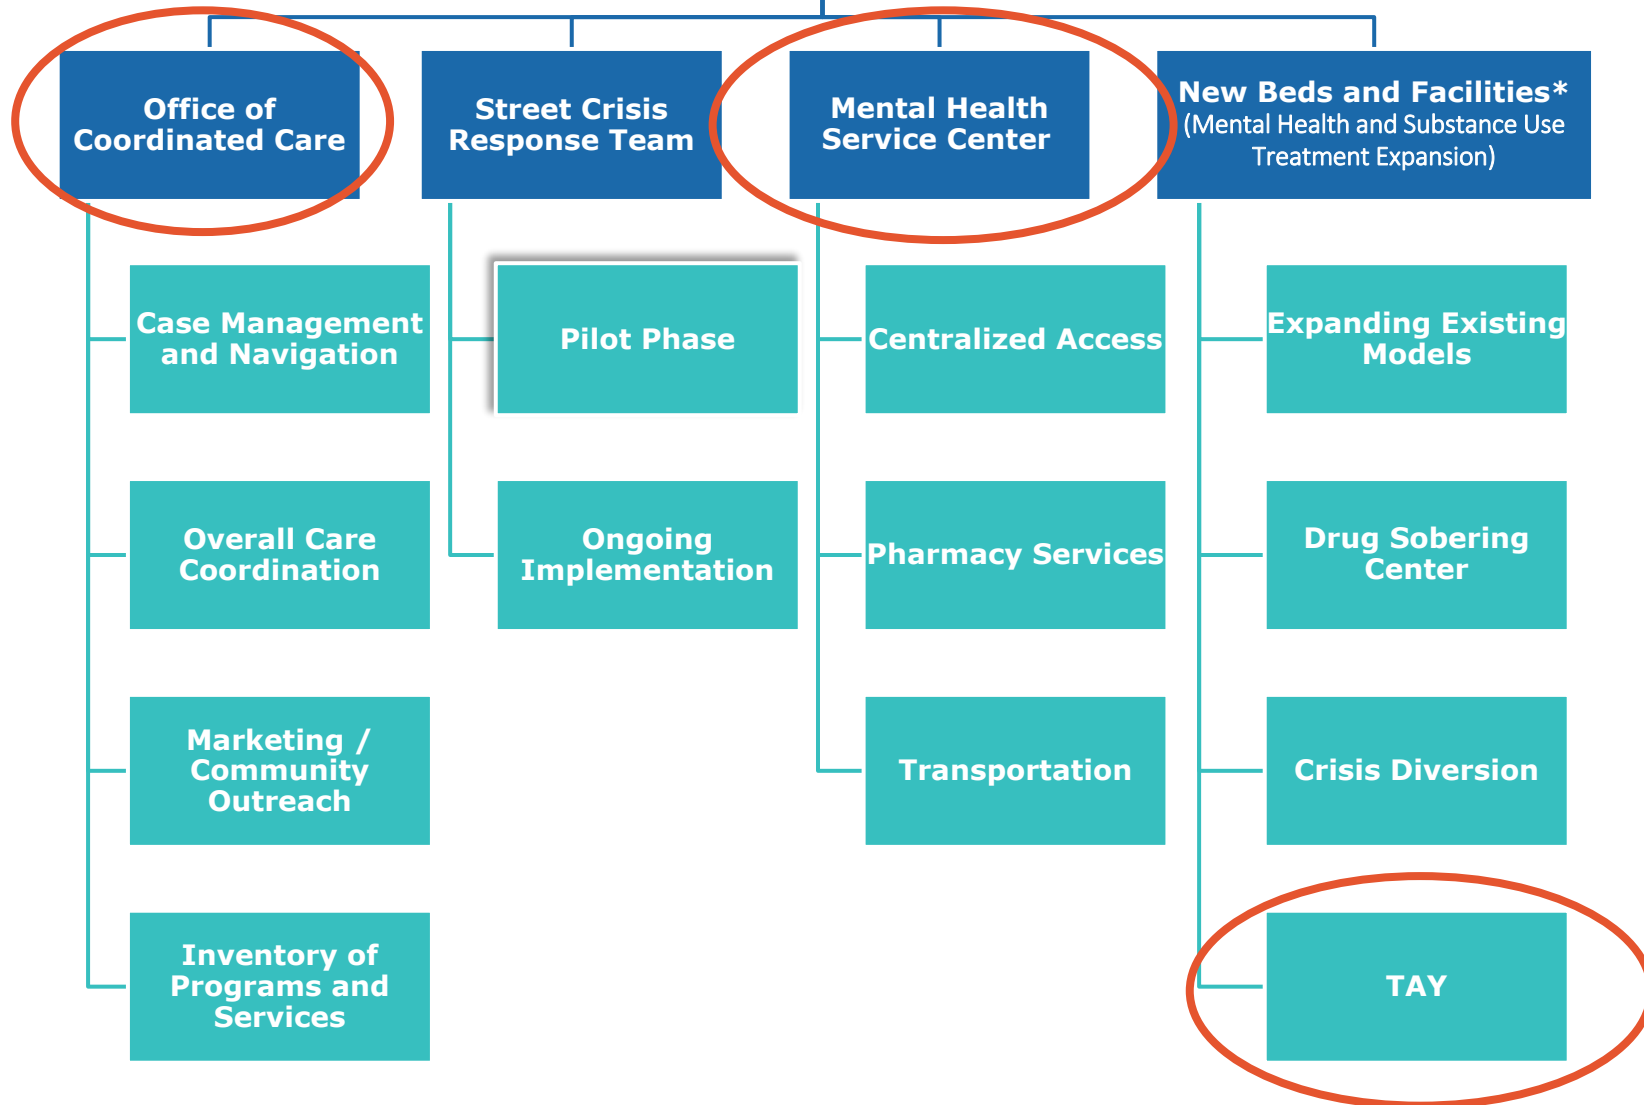 Office of
Coordinated Care
Street Crisis
Response Team
Mental Health
Service Center
New Beds and Facilities*
(Mental Health and Substance Use
Treatment Expansion)
Case Management
and Navigation
Pilot Phase
Centralized Access
Expanding Existing
Models
Overall Care
Coordination
Ongoing
Implementation
Pharmacy Services
Drug Sobering
Center
Marketing /
Community
Outreach
Transportation
Crisis Diversion
Inventory of
Programs and
Services
TAY